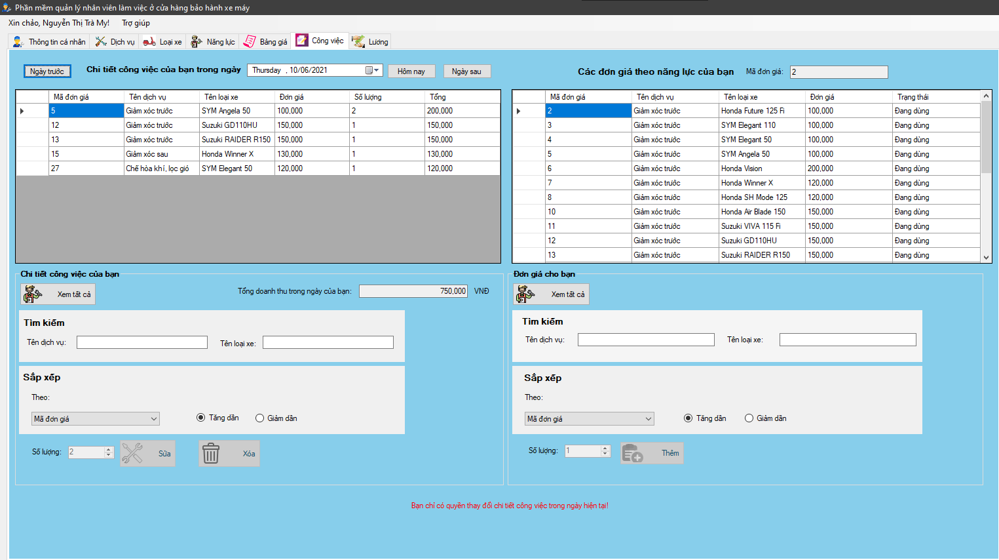 Phần mềm quản lý nhân viên làm việc ở cửa hàng bảo hành xe máy
Xin chào, Nguyễn Thị Trà My! Trợ giúp
Thông tin cá nhân Dịch vụ Loại xe Năng lực Bảng giá Công việc Lương
Ngày trước Chi tiết công việc của bạn trong ngày Thursday , 10/06/2021 Hôm nay Ngày sau
Các đơn giá theo năng lực của bạn Mã đơn giá: 2
Mã đơn giá Tên dịch vụ Tên loại xe Đơn giá Số lượng Tổng
5 Giảm xóc trước SYM Angela 50 100,000 2 200,000
12 Giảm xóc trước Suzuki GD110HU 150,000 1 150,000
13 Giảm xóc trước Suzuki RAIDER R150 150,000 1 150,000
15 Giảm xóc sau Honda Winner X 130,000 1 130,000
27 Chế hòa khí, lọc gió SYM Elegant 50 120,000 1 120,000
Mã đơn giá Tên dịch vụ Tên loại xe Đơn giá Trạng thái
2 Giảm xóc trước Honda Future 125 Fi 100,000 Đang dùng
3 Giảm xóc trước SYM Elegant 110 100,000 Đang dùng
4 Giảm xóc trước SYM Elegant 50 100,000 Đang dùng
5 Giảm xóc trước SYM Angela 50 100,000 Đang dùng
6 Giảm xóc trước Honda Vision 200,000 Đang dùng
7 Giảm xóc trước Honda Winner X 120,000 Đang dùng
8 Giảm xóc trước Honda SH Mode 125 120,000 Đang dùng
10 Giảm xóc trước Honda Air Blade 150 150,000 Đang dùng
11 Giảm xóc trước Suzuki VIVA 115 Fi 150,000 Đang dùng
12 Giảm xóc trước Suzuki GD110HU 150,000 Đang dùng
13 Giảm xóc trước Suzuki RAIDER R150 150,000 Đang dùng
Chi tiết công việc của bạn
Xem tất cả Tổng doanh thu trong ngày của bạn: 750,000 VNĐ
Tìm kiếm
Tên dịch vụ: Tên loại xe:
Sắp xếp
Theo:
Mã đơn giá Tăng dần Giảm dần
Số lượng: 2 Sửa Xóa
Đơn giá cho bạn
Xem tất cả
Tìm kiếm
Tên dịch vụ: Tên loại xe:
Sắp xếp
Theo:
Mã đơn giá Tăng dần Giảm dần
Số lượng: 1 Thêm
Bạn chỉ có quyền thay đổi chi tiết công việc trong ngày hiện tại!